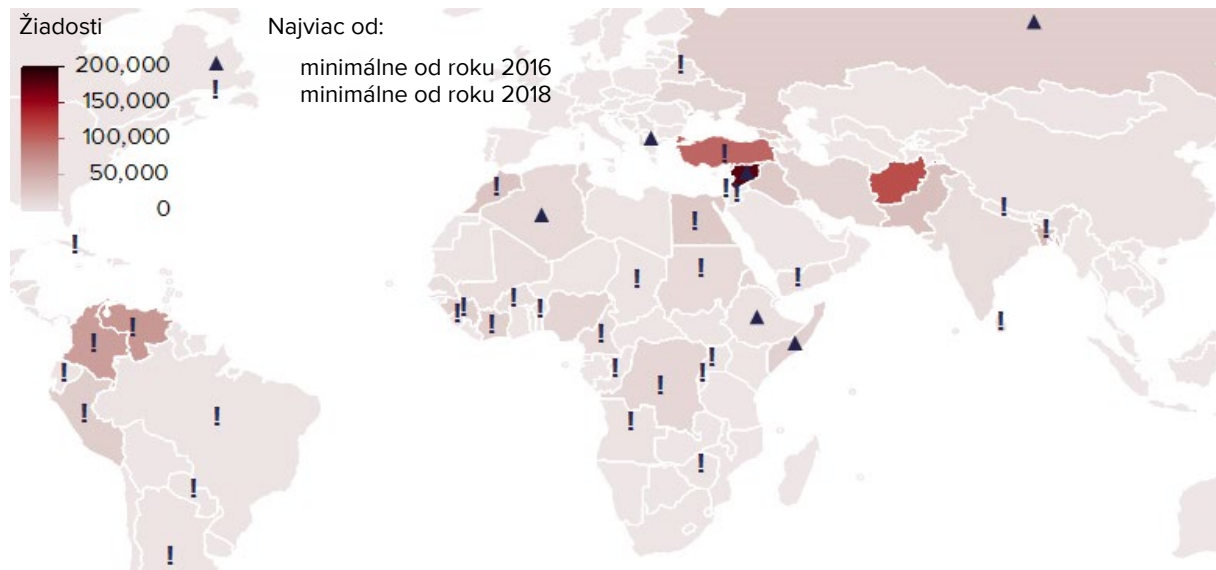 Žiadosti
200,000
150,000
100,000
50,000
0
Najviac od:
▲ minimálne od roku 2016
! minimálne od roku 2018